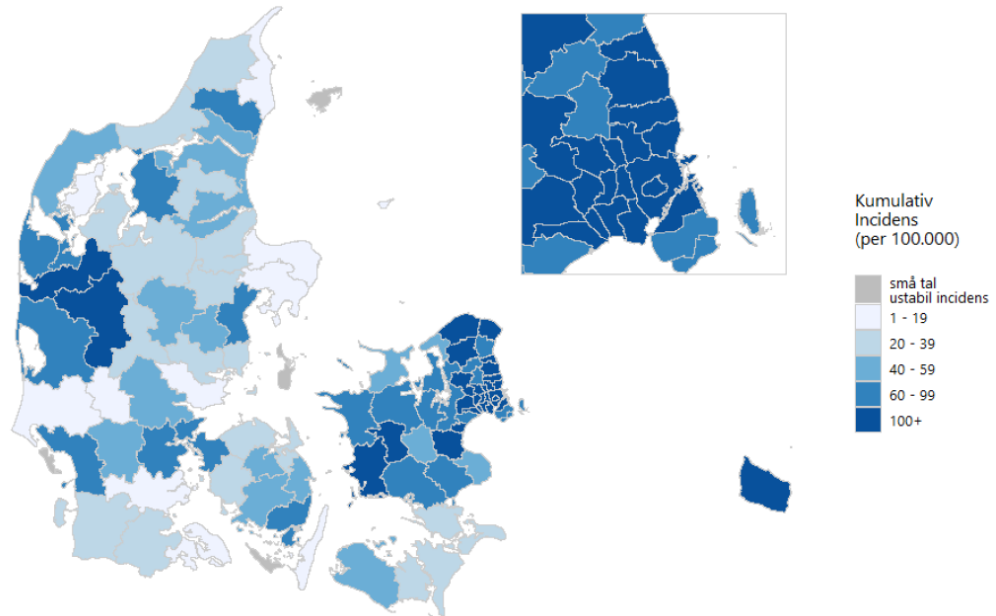 Kumulativ
Incidens
(per 100.000)
små tal
ustabil incidens
1 - 19
20 - 39
40 - 59
60 - 99
100+